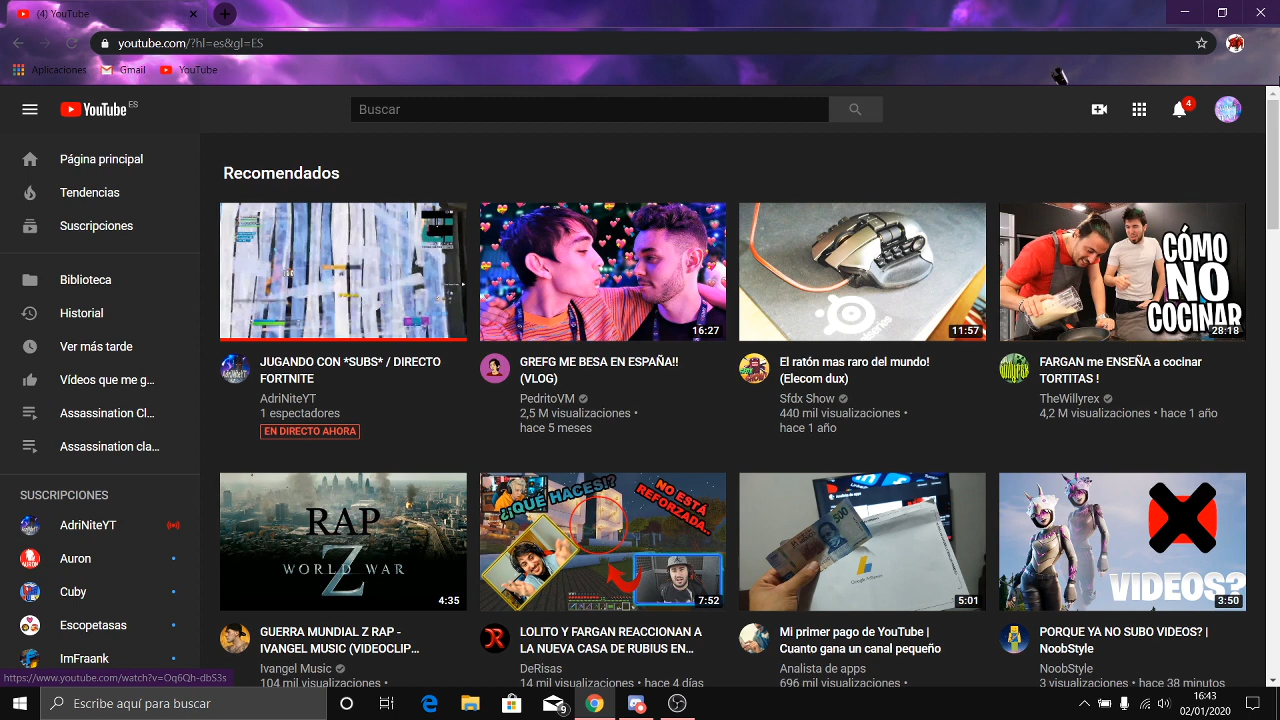 (4) YouTube
youtube.com/?hl=es&gl=ES
Aplicaciones
Gmail
YouTube
YouTube ES
Buscar
4
Página principal
Tendencias
Suscripciones
Biblioteca
Historial
Ver más tarde
Vídeos que me g...
Assassination Cl...
Assassination cla...
SUSCRIPCIONES
AdriNiteYT
Auron
Cuby
Escopetasas
ImFraank
Recomendados
JUGANDO CON *SUBS* / DIRECTO
FORTNITE
AdriNiteYT
1 espectadores
EN DIRECTO AHORA
16:27
GREFG ME BESA EN ESPAÑA!!
(VLOG)
PedritoVM
2,5 M visualizaciones •
hace 5 meses
11:57
El ratón mas raro del mundo!
(Elecom dux)
Sfdx Show
440 mil visualizaciones •
hace 1 año
CÓMO
NO
COCINAR
28:18
FARGAN me ENSEÑA a cocinar
TORTITAS !
TheWillyrex
4,2 M visualizaciones • hace 1 año
RAP
Z
WORLD WAR
4:35
GUERRA MUNDIAL Z RAP -
IVANGEL MUSIC (VIDEOCLIP...
Ivangel Music
104 mil visualizaciones •
¿QUÉ HACES!?
NO ESTÁ
REFORZADA..
7:52
LOLITO Y FARGAN REACCIONAN A
LA NUEVA CASA DE RUBIUS EN...
DeRisas
14 mil visualizaciones • hace 4 días
500
Google AdSense
5:01
Mi primer pago de YouTube |
Cuanto gana un canal pequeño
Analista de apps
696 mil visualizaciones •
VIDEOS?
3:50
PORQUE YA NO SUBO VIDEOS? |
NoobStyle
NoobStyle
3 visualizaciones • hace 38 minutos
https://www.youtube.com/watch?v=Oq6Qh-dbS3s
Escribe aquí para buscar
9
16:43
02/01/2020